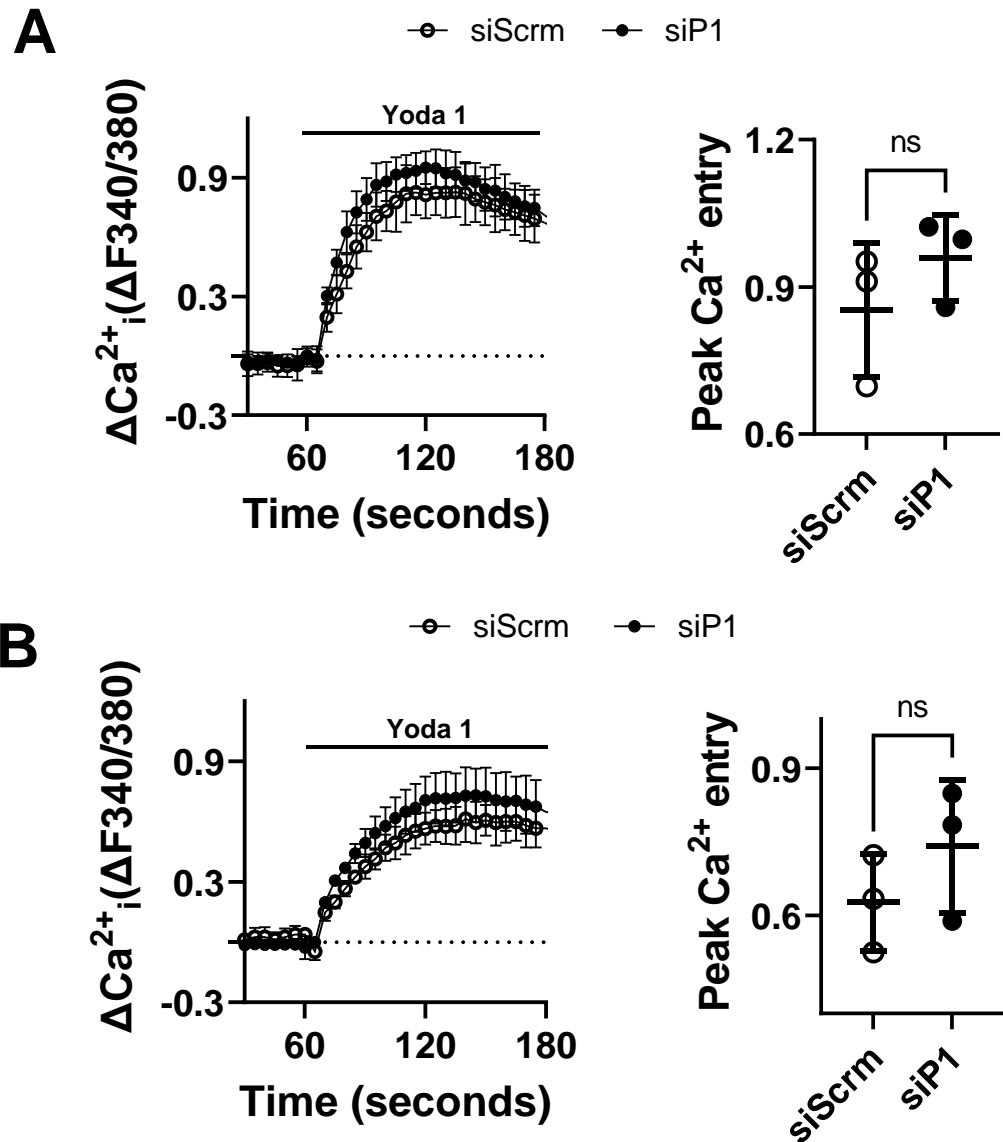 A
siScrm siP1
ΔCa²⁺ᵢ(ΔF340/380)
Yoda 1
0.9
0.3
-0.3
60 120 180
Time (seconds)
Peak Ca²⁺ entry
ns
1.2
0.9
0.6
siScrm siP1
B
siScrm siP1
ΔCa²⁺ᵢ(ΔF340/380)
Yoda 1
0.9
0.3
-0.3
60 120 180
Time (seconds)
Peak Ca²⁺ entry
ns
0.9
0.6
siScrm siP1